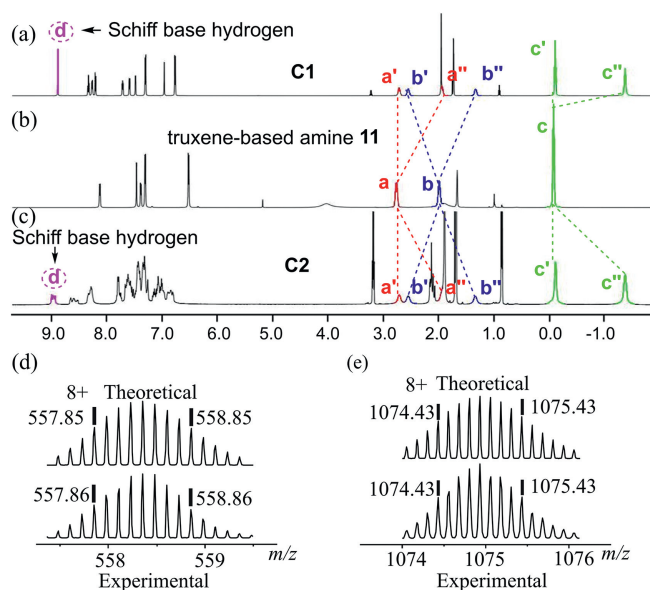 (a) d Schiff base hydrogen C1 a' b' a'' b'' c' c''
(b) truxene-based amine 11 a b c
(c) Schiff base hydrogen d C2 a' b' a'' b'' c' c''
9.0 8.0 7.0 6.0 5.0 4.0 3.0 2.0 1.0 0.0 -1.0
(d)
8+ Theoretical
557.85 558.85
557.86 558.86
558 559 m/z
Experimental
(e)
8+ Theoretical
1074.43 1075.43
1074.43 1075.43
1074 1075 1076 m/z
Experimental